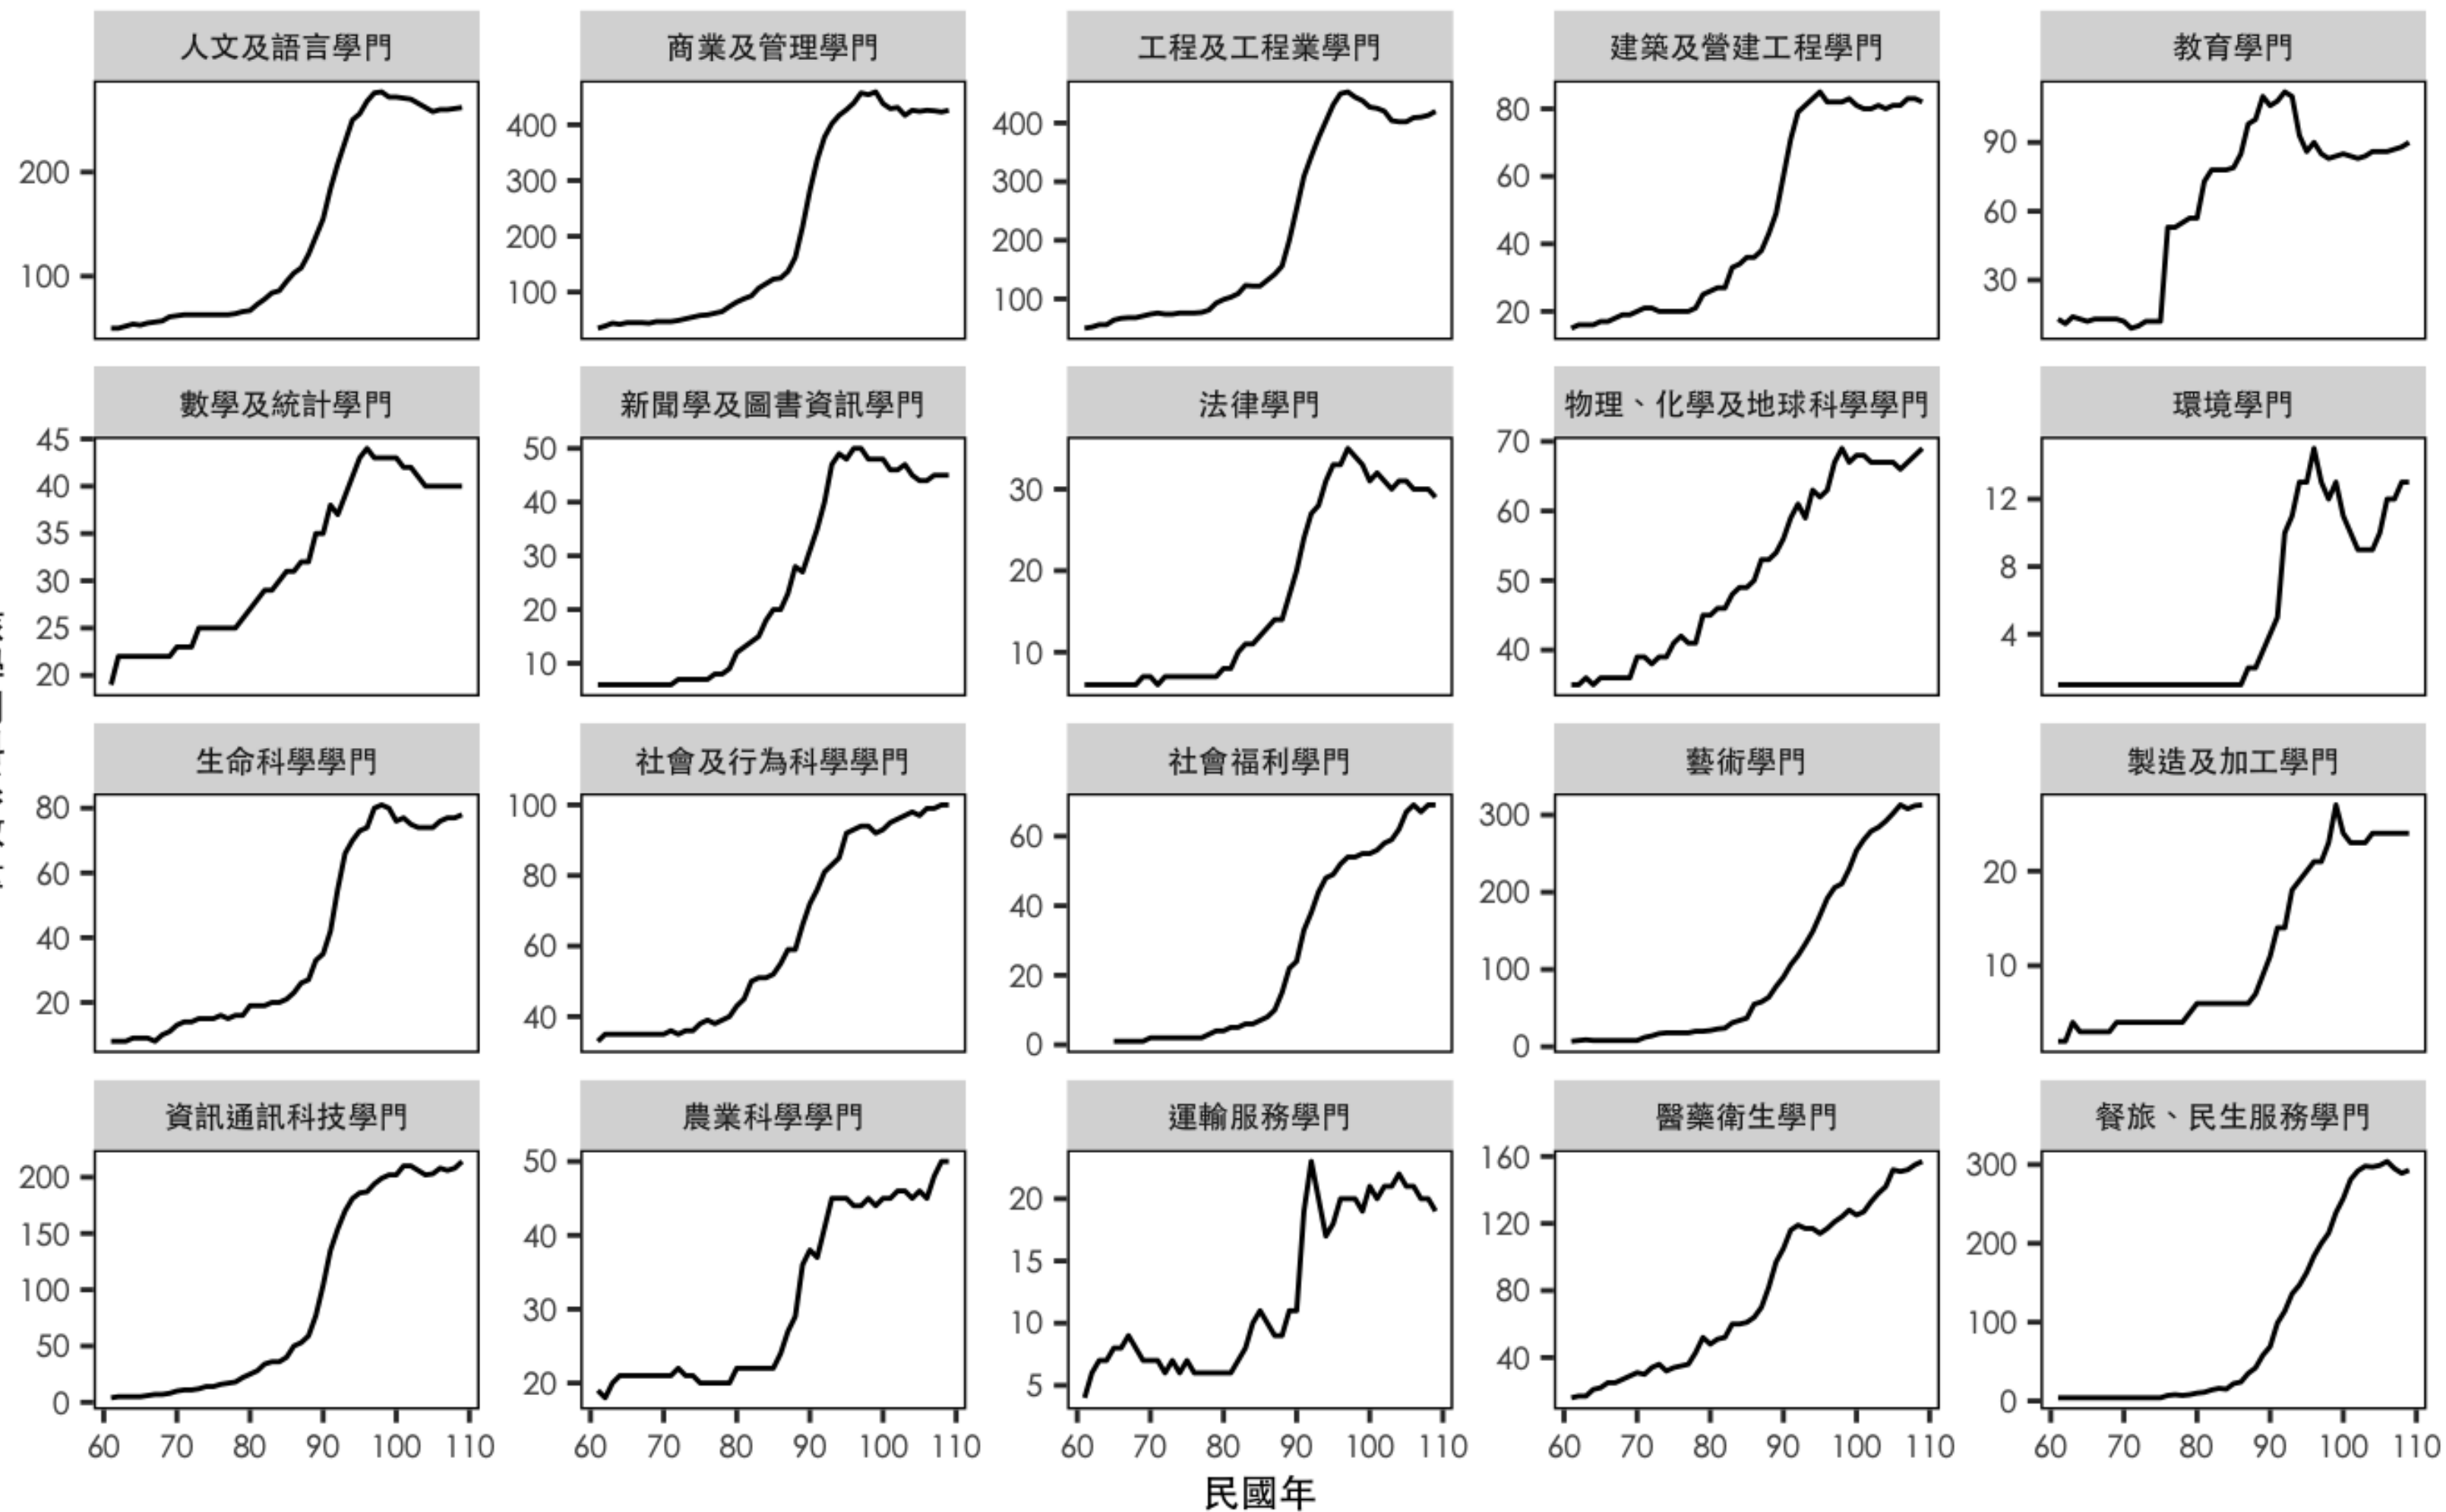 人文及語言學門
商業及管理學門
工程及工程業學門
建築及營建工程學門
教育學門
200
100
400
300
200
100
400
300
200
100
80
60
40
20
90
60
30
數學及統計學門
新聞學及圖書資訊學門
法律學門
物理、化學及地球科學學門
環境學門
45
40
35
30
25
20
50
40
30
20
10
30
20
10
70
60
50
40
12
8
4
生命科學學門
社會及行為科學學門
社會福利學門
藝術學門
製造及加工學門
80
60
40
20
100
80
60
40
60
40
20
0
300
200
100
0
20
10
資訊通訊科技學門
農業科學學門
運輸服務學門
醫藥衛生學門
餐旅、民生服務學門
200
150
100
50
0
50
40
30
20
20
15
10
5
160
120
80
40
300
200
100
0
60 70 80 90 100 110
60 70 80 90 100 110
60 70 80 90 100 110
60 70 80 90 100 110
60 70 80 90 100 110
民國年